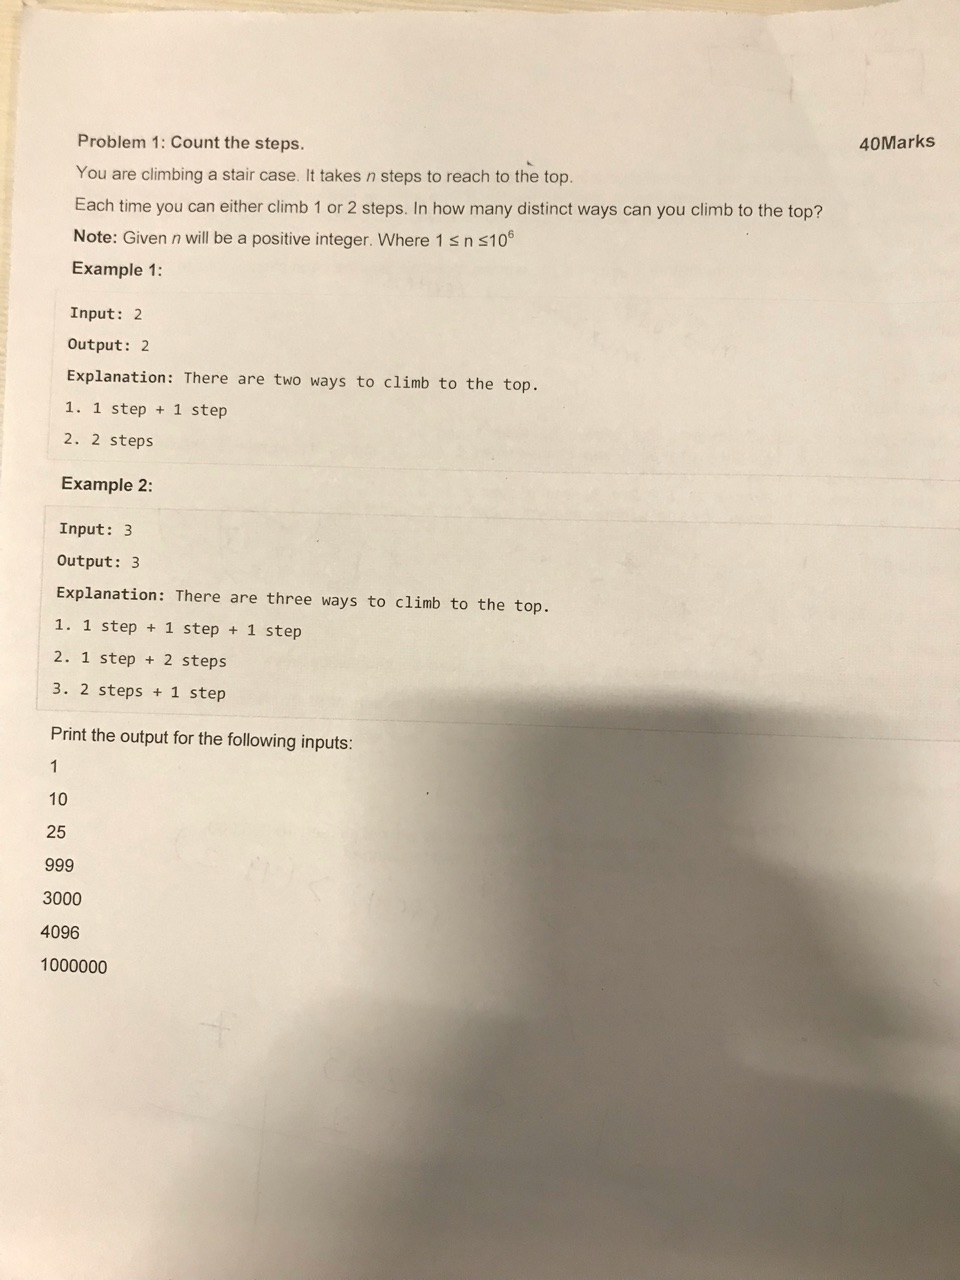 Problem 1: Count the steps. 40Marks
You are climbing a stair case. It takes n steps to reach to the top.
Each time you can either climb 1 or 2 steps. In how many distinct ways can you climb to the top?
Note: Given n will be a positive integer. Where 1 ≤ n ≤10⁶
Example 1:
Input: 2
Output: 2
Explanation: There are two ways to climb to the top.
1. 1 step + 1 step
2. 2 steps
Example 2:
Input: 3
Output: 3
Explanation: There are three ways to climb to the top.
1. 1 step + 1 step + 1 step
2. 1 step + 2 steps
3. 2 steps + 1 step
Print the output for the following inputs:
1
10
25
999
3000
4096
1000000